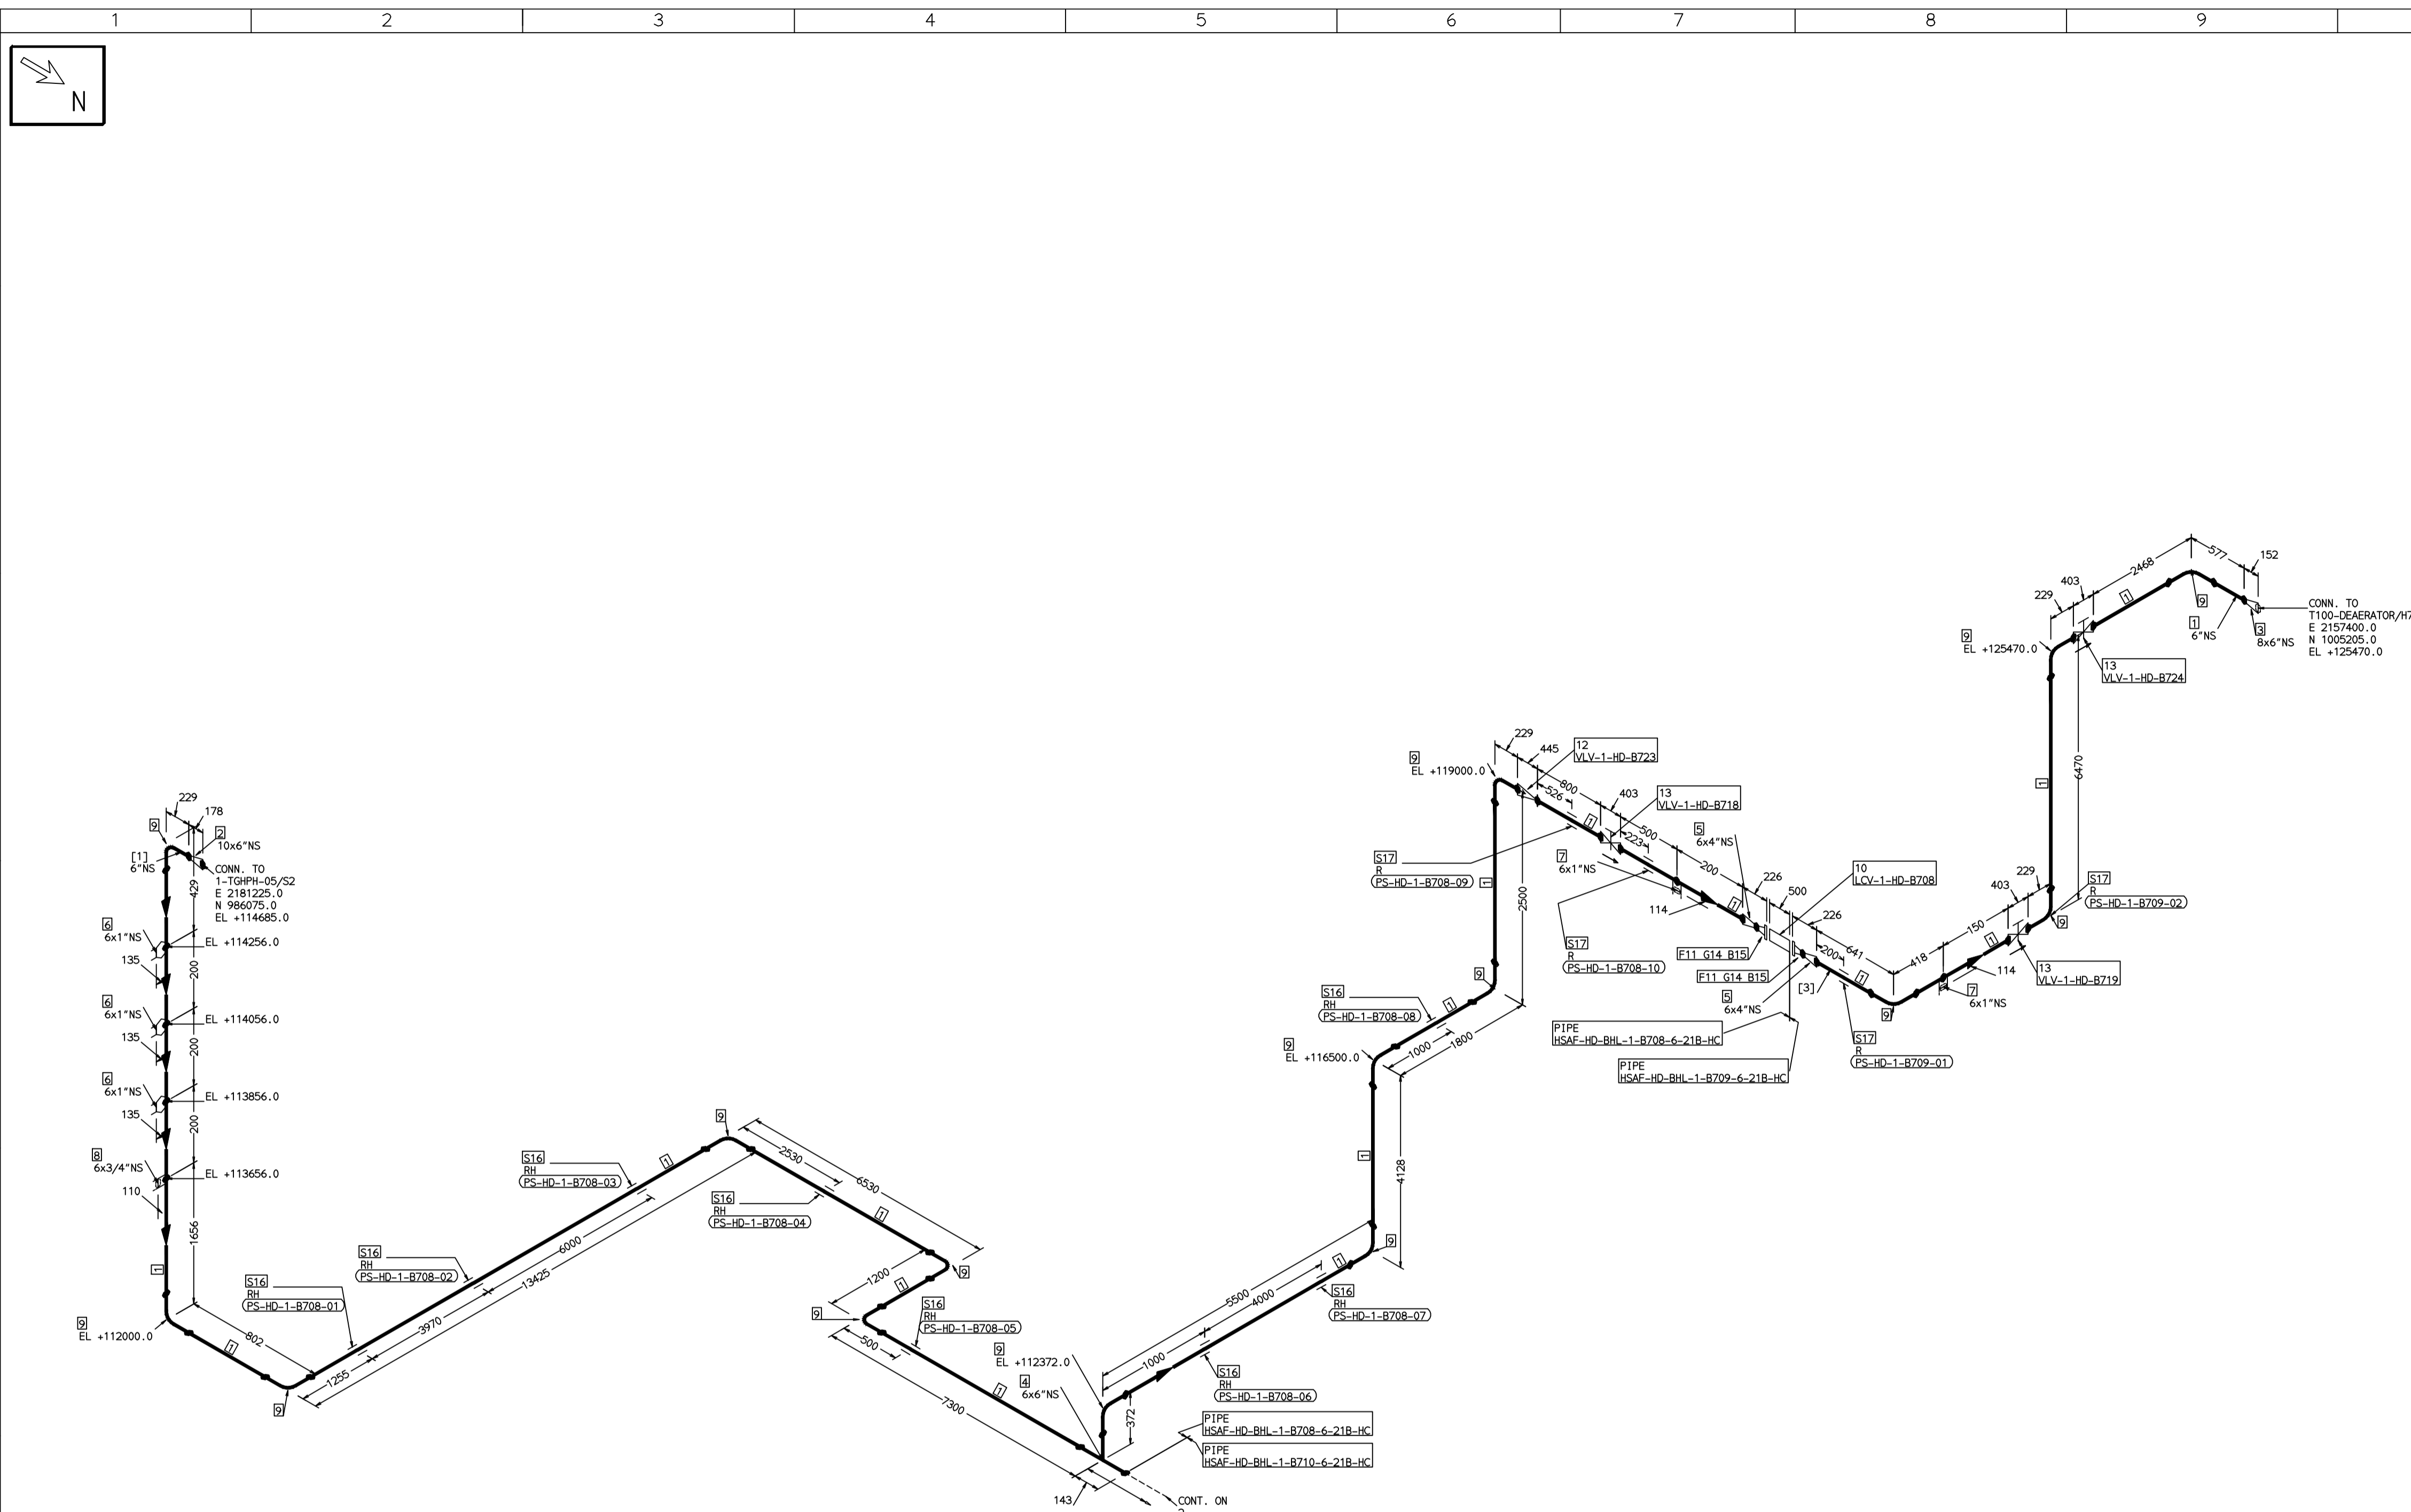 1 2 3 4 5 6 7 8 9
N
229
178
9
2
10x6"NS
[1]
6"NS
CONN. TO
1-TGHPH-05/S2
E 2181225.0
N 986075.0
EL +114685.0
429
6
6x1"NS
EL +114256.0
135
200
6
6x1"NS
EL +114056.0
135
200
6
6x1"NS
EL +113856.0
135
200
8
6x3/4"NS
EL +113656.0
110
1656
1
9
EL +112000.0
802
1
9
S16
RH
PS-HD-1-B708-01
1255
3970
S16
RH
PS-HD-1-B708-02
6000
13425
S16
RH
PS-HD-1-B708-03
1
9
2530
6530
S16
RH
PS-HD-1-B708-04
1
9
1200
1
9
S16
RH
PS-HD-1-B708-05
500
7300
1
9
EL +112372.0
4
6x6"NS
372
143
CONT. ON
PIPE
HSAF-HD-BHL-1-B708-6-21B-HC
PIPE
HSAF-HD-BHL-1-B710-6-21B-HC
S16
RH
PS-HD-1-B708-06
1000
4000
5500
S16
RH
PS-HD-1-B708-07
1
9
4128
1
9
EL +116500.0
S16
RH
PS-HD-1-B708-08
1000
1800
1
9
2500
1
9
EL +119000.0
229
445
12
VLV-1-HD-B723
800
526
S17
R
PS-HD-1-B708-09
1
403
13
VLV-1-HD-B718
500
223
7
6x1"NS
S17
R
PS-HD-1-B708-10
114
200
1
5
6x4"NS
226
500
10
LCV-1-HD-B708
F11 G14 B15
F11 G14 B15
226
5
6x4"NS
PIPE
HSAF-HD-BHL-1-B708-6-21B-HC
PIPE
HSAF-HD-BHL-1-B709-6-21B-HC
641
200
[3]
1
S17
R
PS-HD-1-B709-01
9
418
150
7
6x1"NS
114
1
403
229
13
VLV-1-HD-B719
S17
R
PS-HD-1-B709-02
9
6470
1
9
EL +125470.0
229
403
13
VLV-1-HD-B724
2468
1
9
577
152
1
6"NS
3
8x6"NS
CONN. TO
E 2157400.0
N 1005205.0
EL +125470.0